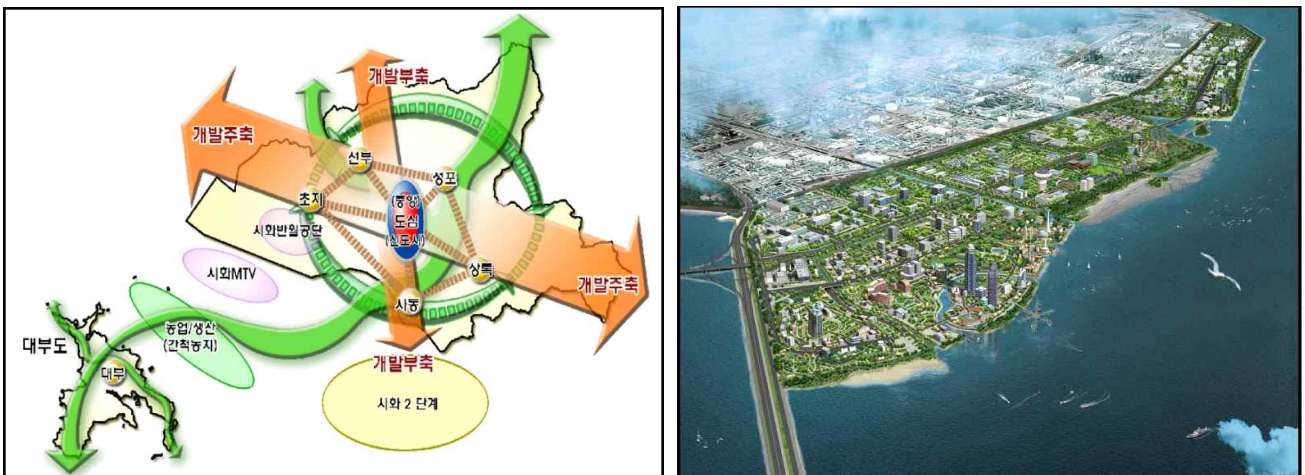 개발부축
개발주축
선부
성포
초지
(중앙)
도심
(신도시)
시화반월공단
시화MTV
상록
개발주축
사동
농업/생산
(간척농지)
대부도
대부
개발부축
시화 2 단계